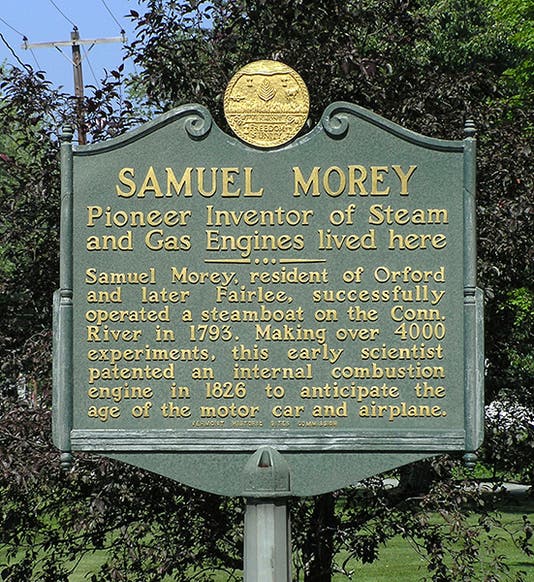 FREEDOM
& UNITY
SAMUEL MOREY
Pioneer Inventor of Steam
and Gas Engines lived here
Samuel Morey, resident of Orford
and later Fairlee, successfully
operated a steamboat on the Conn.
River in 1793. Making over 4000
experiments, this early scientist
patented an internal combustion
engine in 1826 to anticipate the
age of the motor car and airplane.
VERMONT HISTORIC SITES COMMISSION